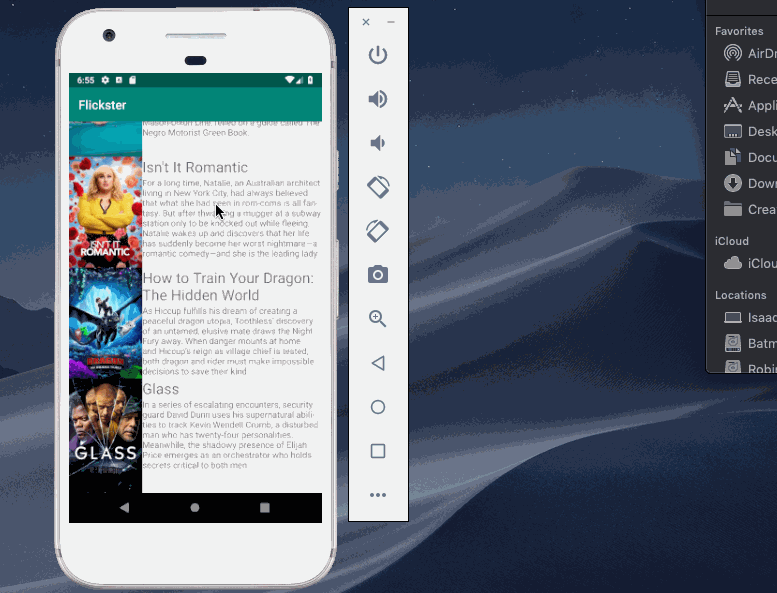 6:55
Flickster
Mason-Dixon Line, relied on a guide called The
Negro Motorist Green Book.
Isn't It Romantic
For a long time, Natalie, an Australian architect
living in New York City, had always believed
that what she had seen in rom-coms is all fan-
tasy. But after thwarting a mugger at a subway
station only to be knocked out while fleeing,
Natalie wakes up and discovers that her life
has suddenly become her worst nightmare—a
romantic comedy—and she is the leading lady.
ISN'T IT
ROMANTIC
How to Train Your Dragon:
The Hidden World
As Hiccup fulfills his dream of creating a
peaceful dragon utopia, Toothless' discovery
of an untamed, elusive mate draws the Night
Fury away. When danger mounts at home
and Hiccup's reign as village chief is tested,
both dragon and rider must make impossible
decisions to save their kind.
Glass
In a series of escalating encounters, security
guard David Dunn uses his supernatural abili-
ties to track Kevin Wendell Crumb, a disturbed
man who has twenty-four personalities.
Meanwhile, the shadowy presence of Elijah
Price emerges as an orchestrator who holds
secrets critical to both men.
GLASS
Favorites
AirDr
Rece
Appli
Desk
Docu
Down
Crea
iCloud
iClou
Locations
Isaac
Batm
Robi